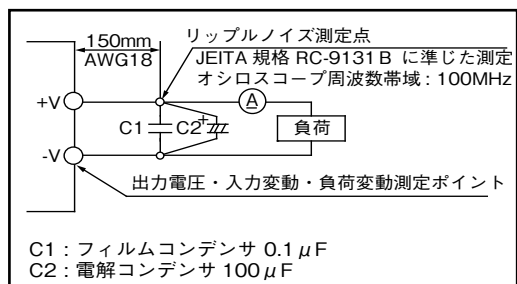 150mm
AWG18
リップルノイズ測定点
JEITA 規格 RC-9131B に準じた測定
オシロスコープ周波数帯域：100MHz
+V
A
C1
C2
+
負荷
-V
出力電圧・入力変動・負荷変動測定ポイント
C1：フィルムコンデンサ 0.1μF
C2：電解コンデンサ 100μF